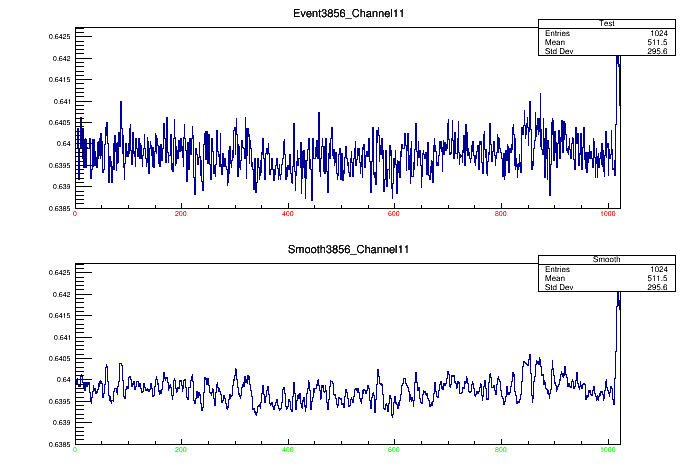 Event3856_Channel11
Test
Entries 1024
Mean 511.5
Std Dev 295.6
0.6425
0.642
0.6415
0.641
0.6405
0.64
0.6395
0.639
0.6385
0 200 400 600 800 1000
Smooth3856_Channel11
Smooth
Entries 1024
Mean 511.5
Std Dev 295.6
0.6425
0.642
0.6415
0.641
0.6405
0.64
0.6395
0.639
0.6385
0 200 400 600 800 1000